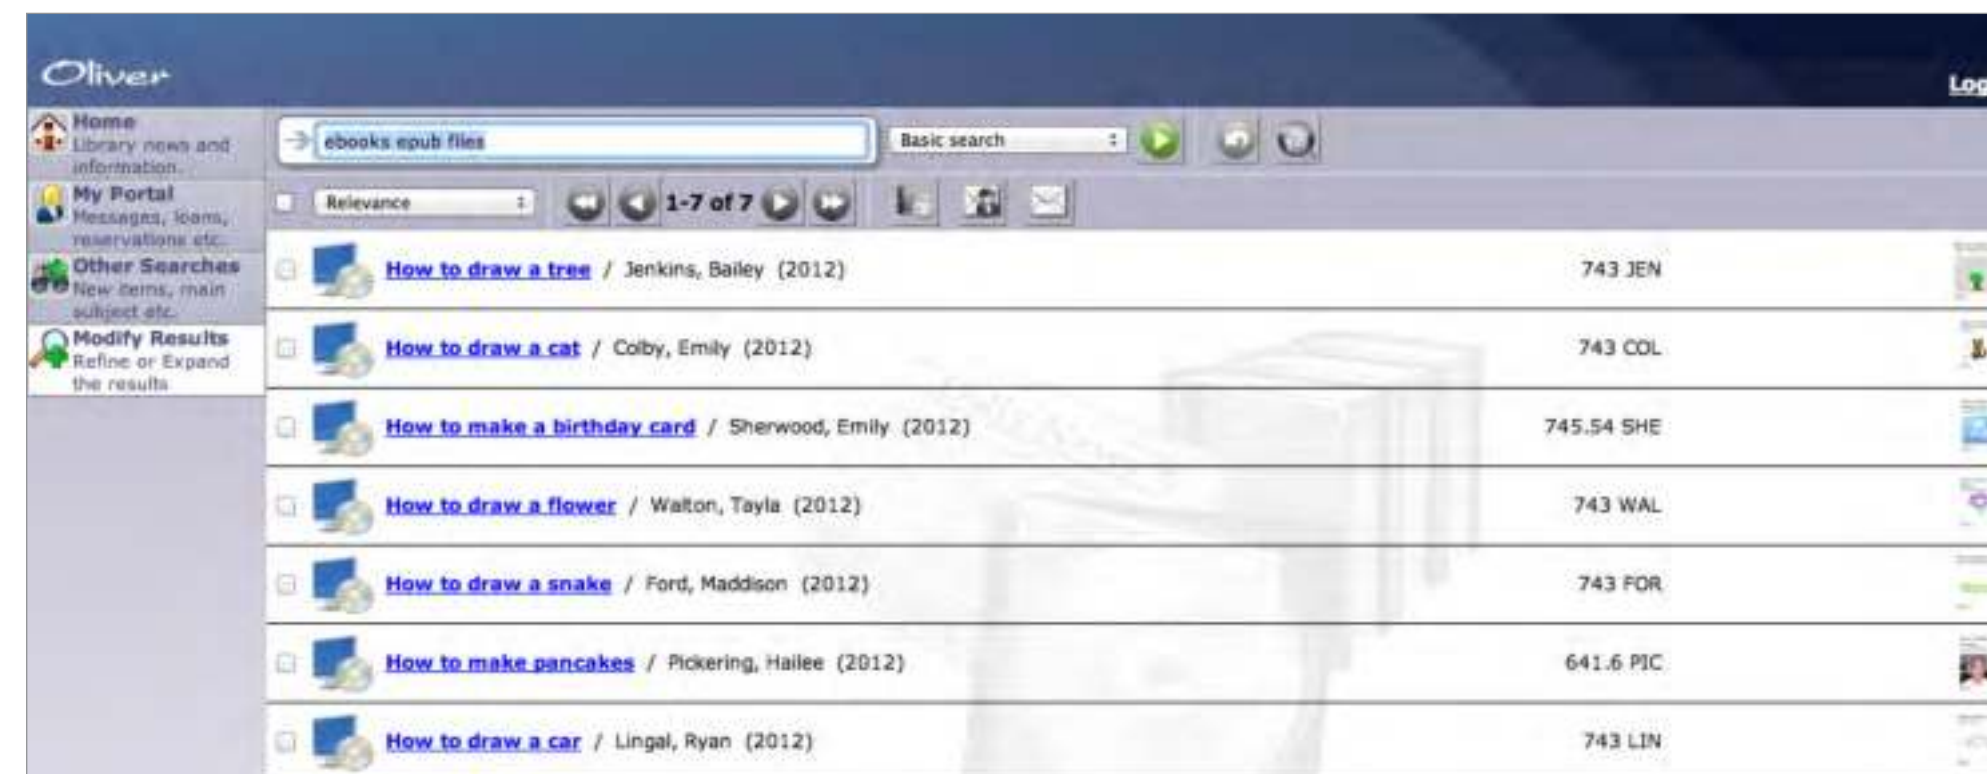 Oliver
Log
Home
Library news and
information.
My Portal
Messages, loans,
reservations etc.
Other Searches
New items, main
subject etc.
Modify Results
Refine or Expand
the results
ebooks epub files
Basic search
Relevance
1-7 of 7
How to draw a tree / Jenkins, Bailey (2012) 743 JEN
How to draw a cat / Colby, Emily (2012) 743 COL
How to make a birthday card / Sherwood, Emily (2012) 745.54 SHE
How to draw a flower / Walton, Tayla (2012) 743 WAL
How to draw a snake / Ford, Maddison (2012) 743 FOR
How to make pancakes / Pickering, Hailee (2012) 641.6 PIC
How to draw a car / Lingal, Ryan (2012) 743 LIN